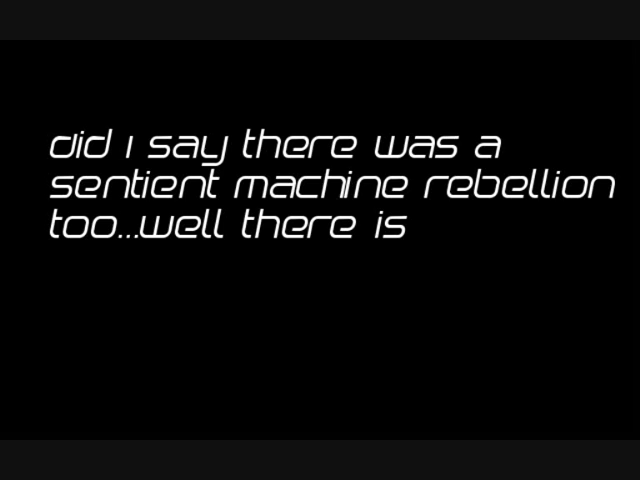 did I say there was a
sentient machine rebellion
too...well there is